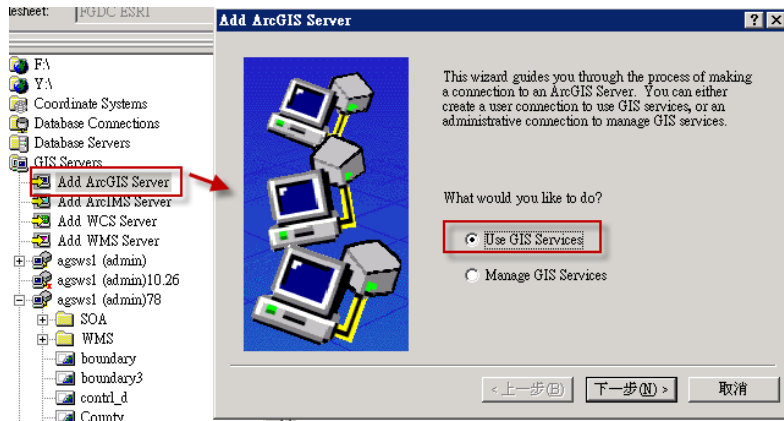 FGDC ESRI
F:\
Y:\
Coordinate Systems
Database Connections
Database Servers
GIS Servers
Add ArcGIS Server
Add ArcIMS Server
Add WCS Server
Add WMS Server
agsws1 (admin)
agsws1 (admin)10.26
agsws1 (admin)78
SOA
WMS
boundary
boundary3
contrl_d
County
Add ArcGIS Server
This wizard guides you through the process of making
a connection to an ArcGIS Server. You can either
create a user connection to use GIS services, or an
administrative connection to manage GIS services.
What would you like to do?
Use GIS Services
Manage GIS Services
<上一步(B)
下一步(N) >
取消